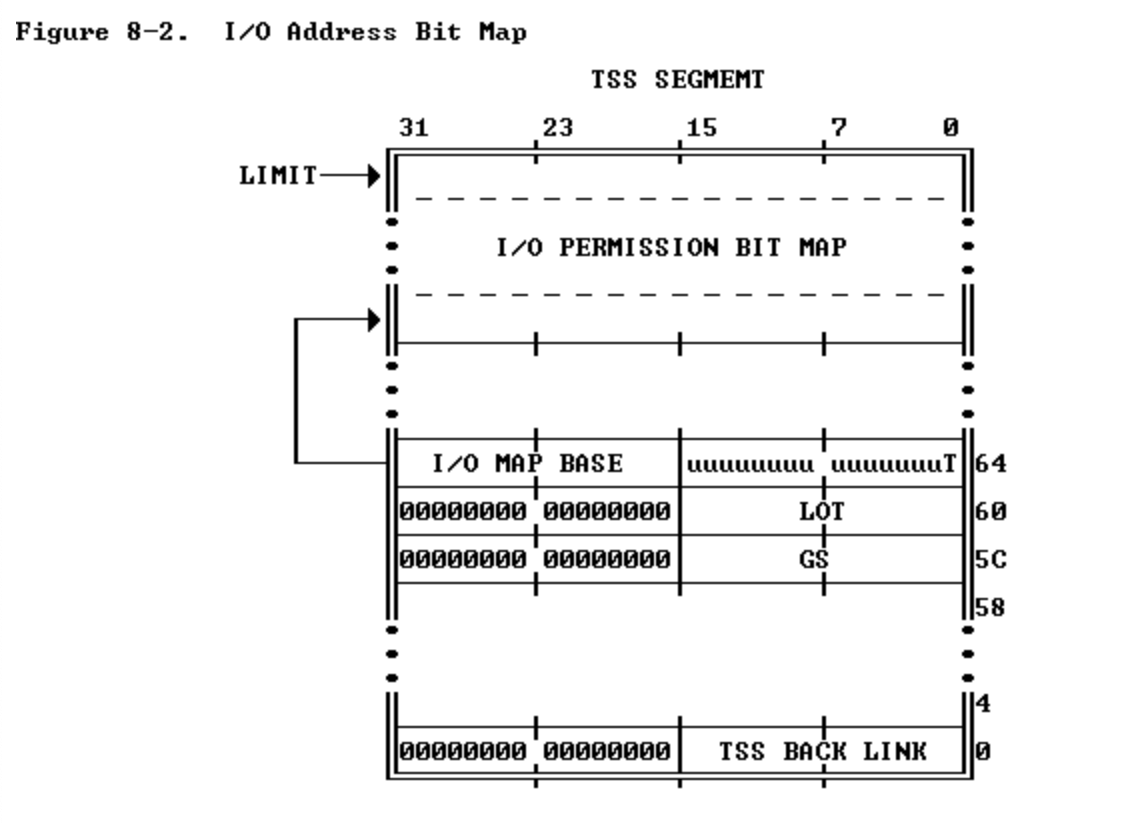 Figure 8-2. I/O Address Bit Map
TSS SEGMEMT
31 23 15 7 0
LIMIT
I/O PERMISSION BIT MAP
I/O MAP BASE uuuuuuuu uuuuuuuT 64
00000000 00000000 LOT 60
00000000 00000000 GS 5C
58
4
00000000 00000000 TSS BACK LINK 0